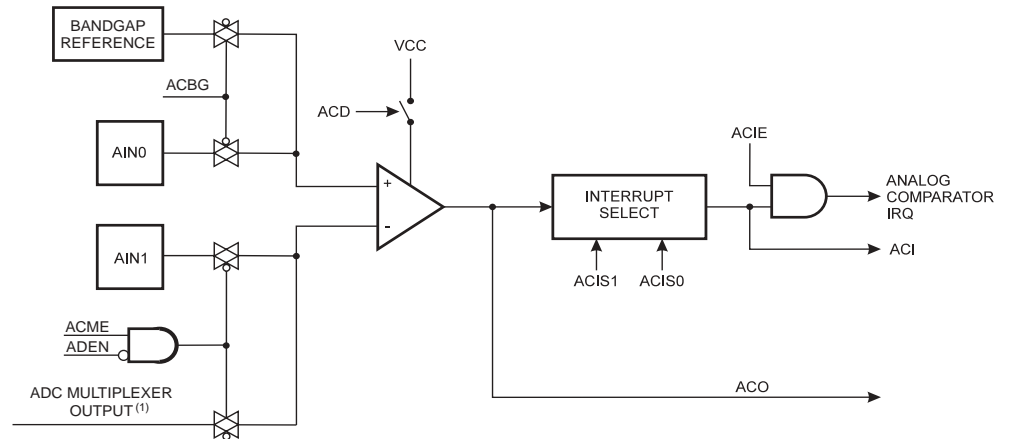 BANDGAP
REFERENCE
VCC
ACBG
ACD
AIN0
ACIE
+
-
INTERRUPT
SELECT
ANALOG
COMPARATOR
IRQ
AIN1
ACI
ACIS1 ACIS0
ACME
ADEN
ADC MULTIPLEXER
OUTPUT (1)
ACO